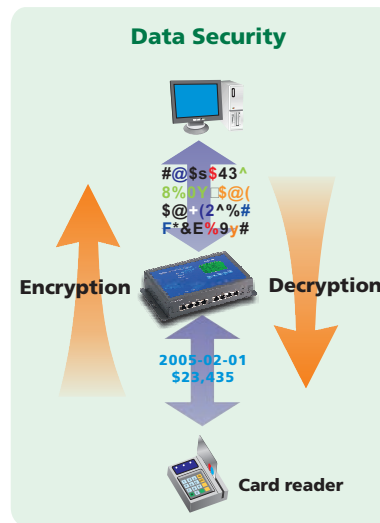 Data Security
#@$s$43^
8%0Y□$@(
$@+(2^%#
F*&E%9y#
Encryption
Decryption
2005-02-01
$23,435
Card reader